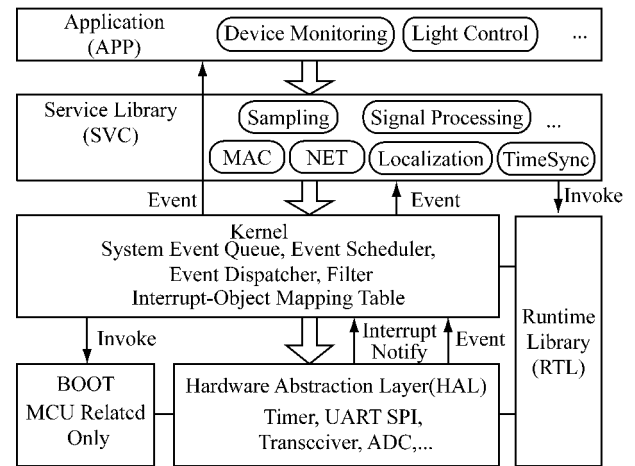 Application
(APP)
Device Monitoring
Light Control
...
Service Library
(SVC)
Sampling
Signal Processing
...
MAC
NET
Localization
TimeSync
Event
Event
Invoke
Kernel
System Event Queue, Event Scheduler,
Event Dispatcher, Filter
Interrupt-Object Mapping Table
Runtime
Library
(RTL)
Invoke
Interrupt
Notify
Event
BOOT
MCU Relatcd
Only
Hardware Abstraction Layer(HAL)
Timer, UART SPI,
Transcciver, ADC,...